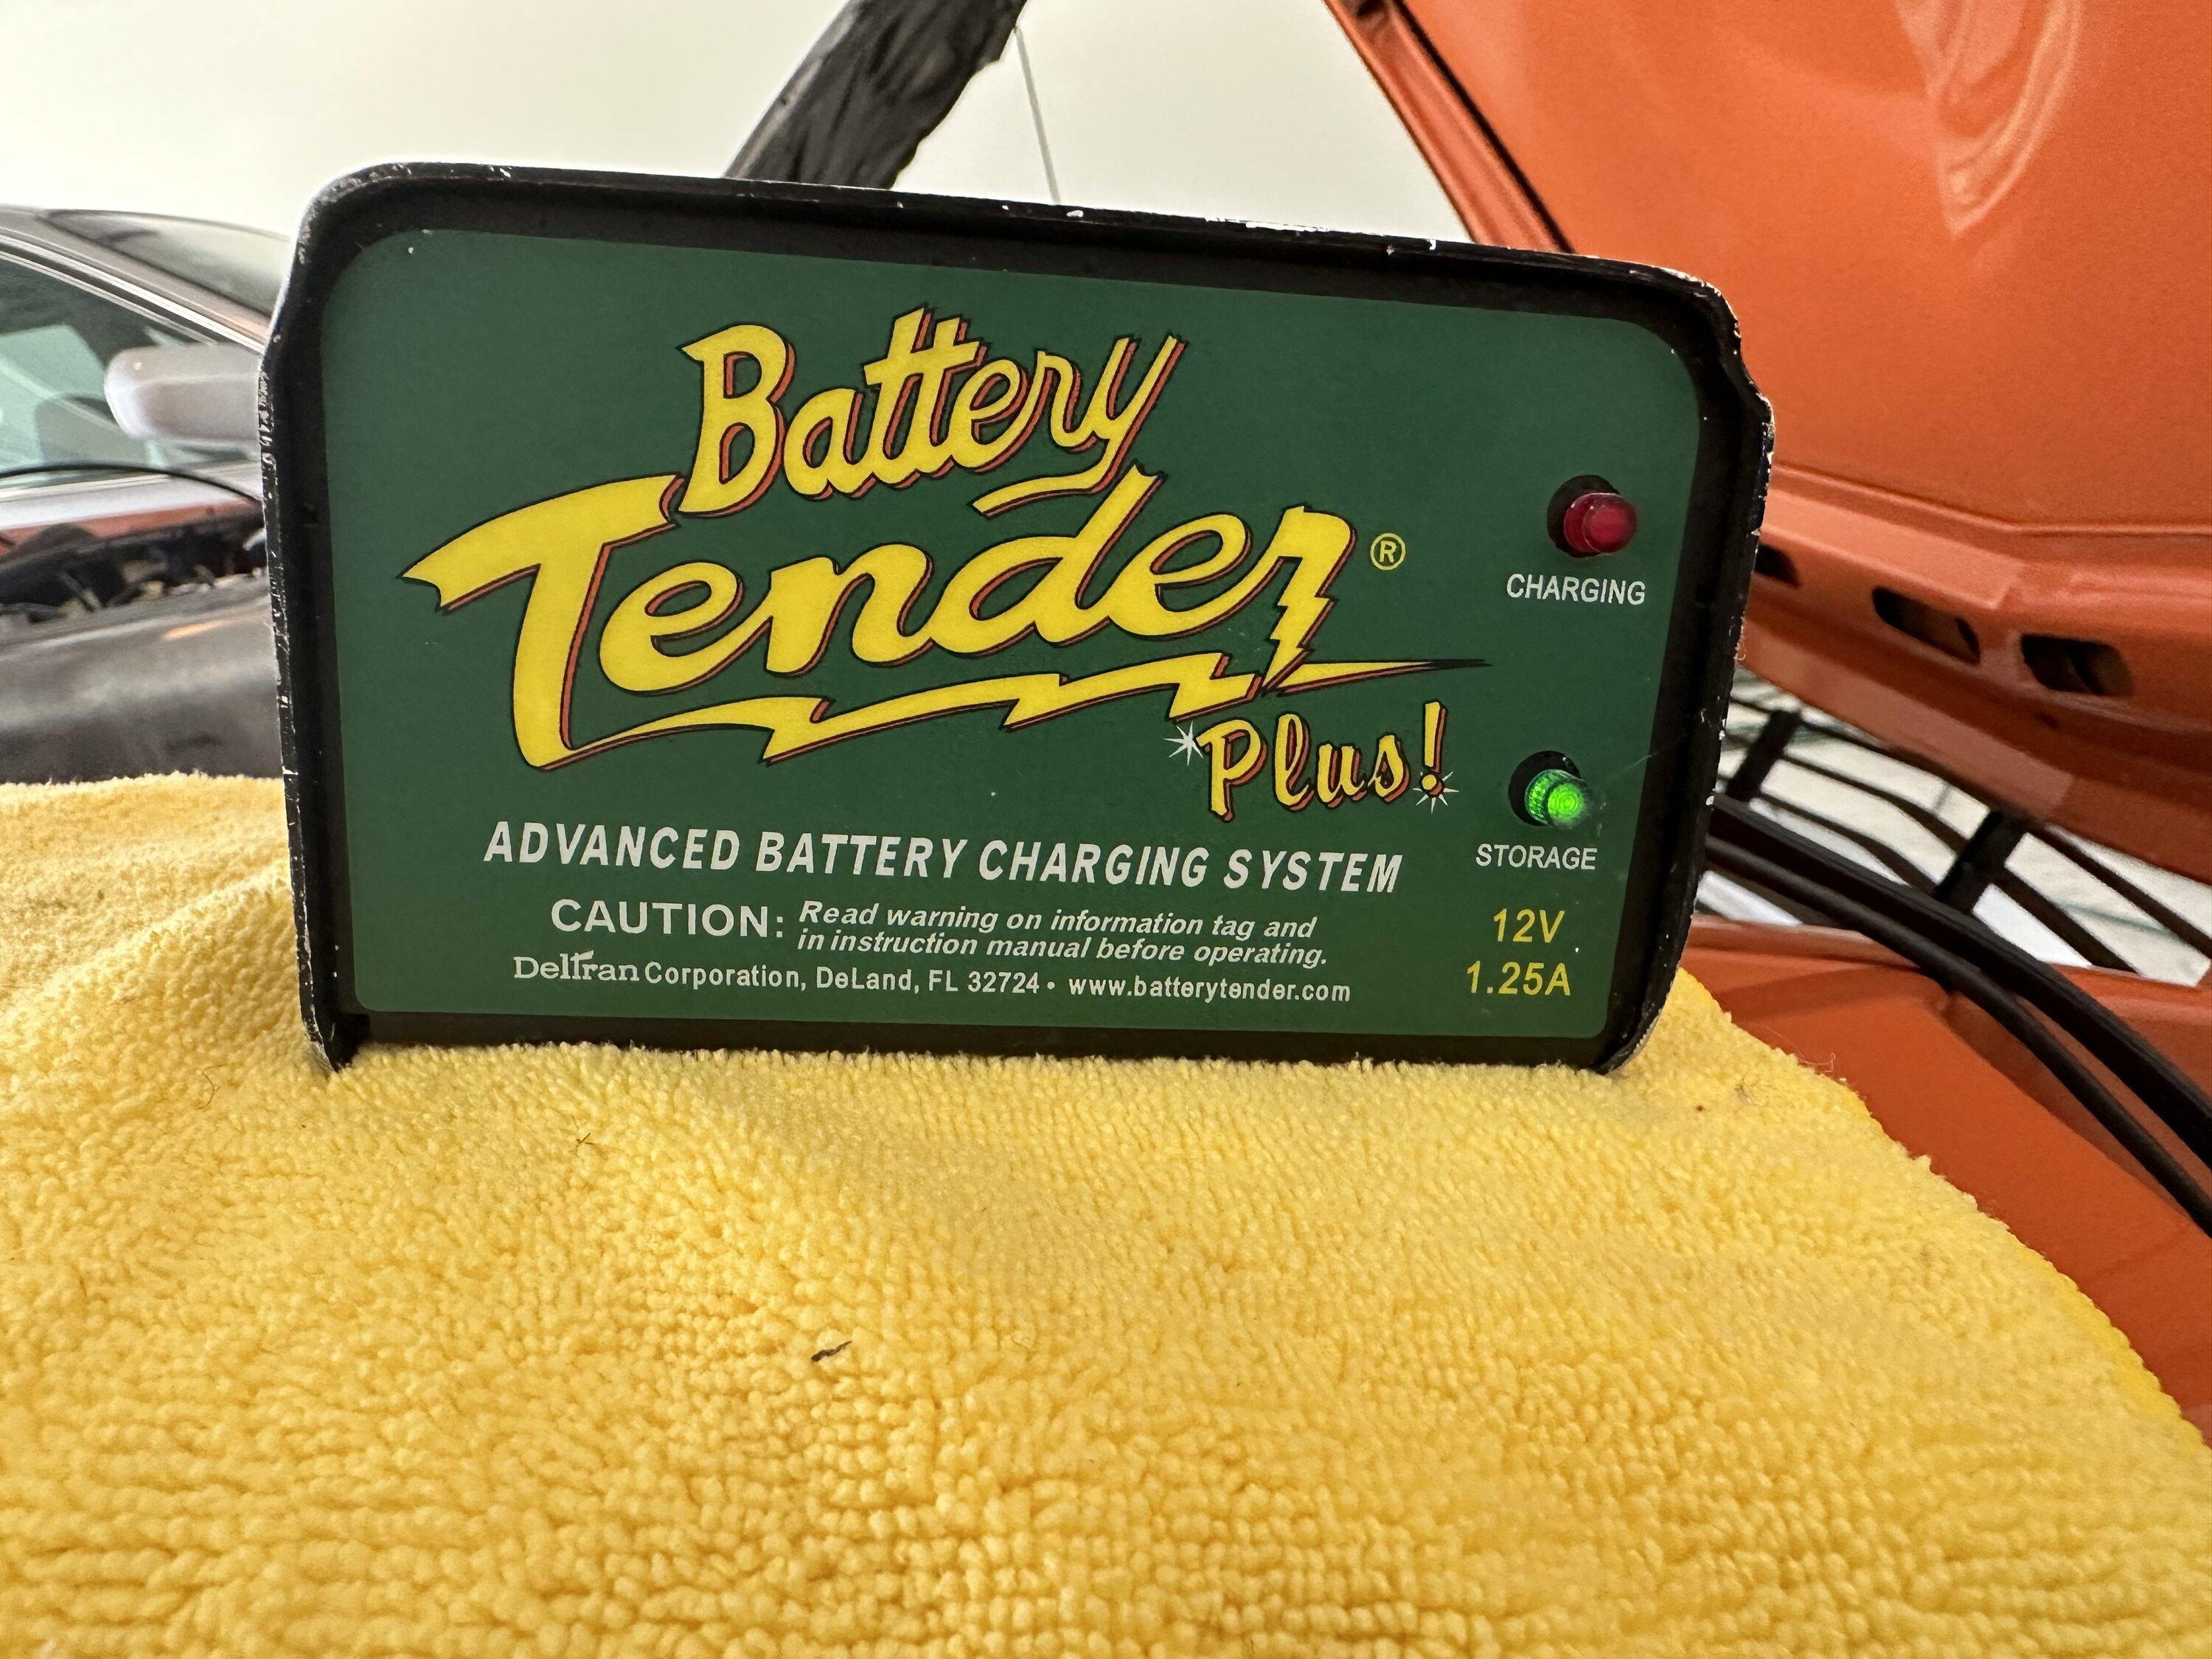 Battery
Tender®
Plus!
CHARGING
STORAGE
ADVANCED BATTERY CHARGING SYSTEM
CAUTION: Read warning on information tag and
in instruction manual before operating.
Deltran Corporation, DeLand, FL 32724 • www.batterytender.com
12V
1.25A